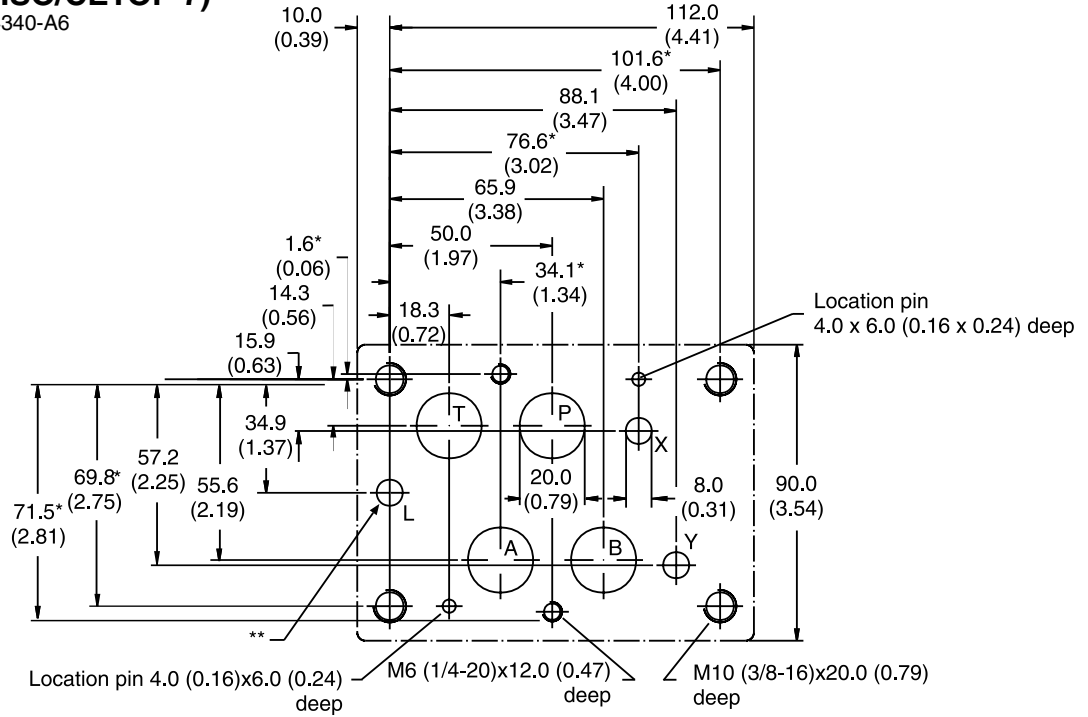 340-A6
10.0
(0.39)
112.0
(4.41)
101.6*
(4.00)
88.1
(3.47)
76.6*
(3.02)
65.9
(3.38)
50.0
(1.97)
1.6*
(0.06)
34.1*
(1.34)
14.3
(0.56)
18.3
(0.72)
15.9
(0.63)
Location pin
4.0 x 6.0 (0.16 x 0.24) deep
T
P
X
34.9
(1.37)
57.2
(2.25)
69.8*
(2.75)
55.6
(2.19)
71.5*
(2.81)
20.0
(0.79)
8.0
(0.31)
90.0
(3.54)
L
A
B
Y
**
Location pin 4.0 (0.16)x6.0 (0.24)
deep
M6 (1/4-20)x12.0 (0.47)
deep
M10 (3/8-16)x20.0 (0.79)
deep